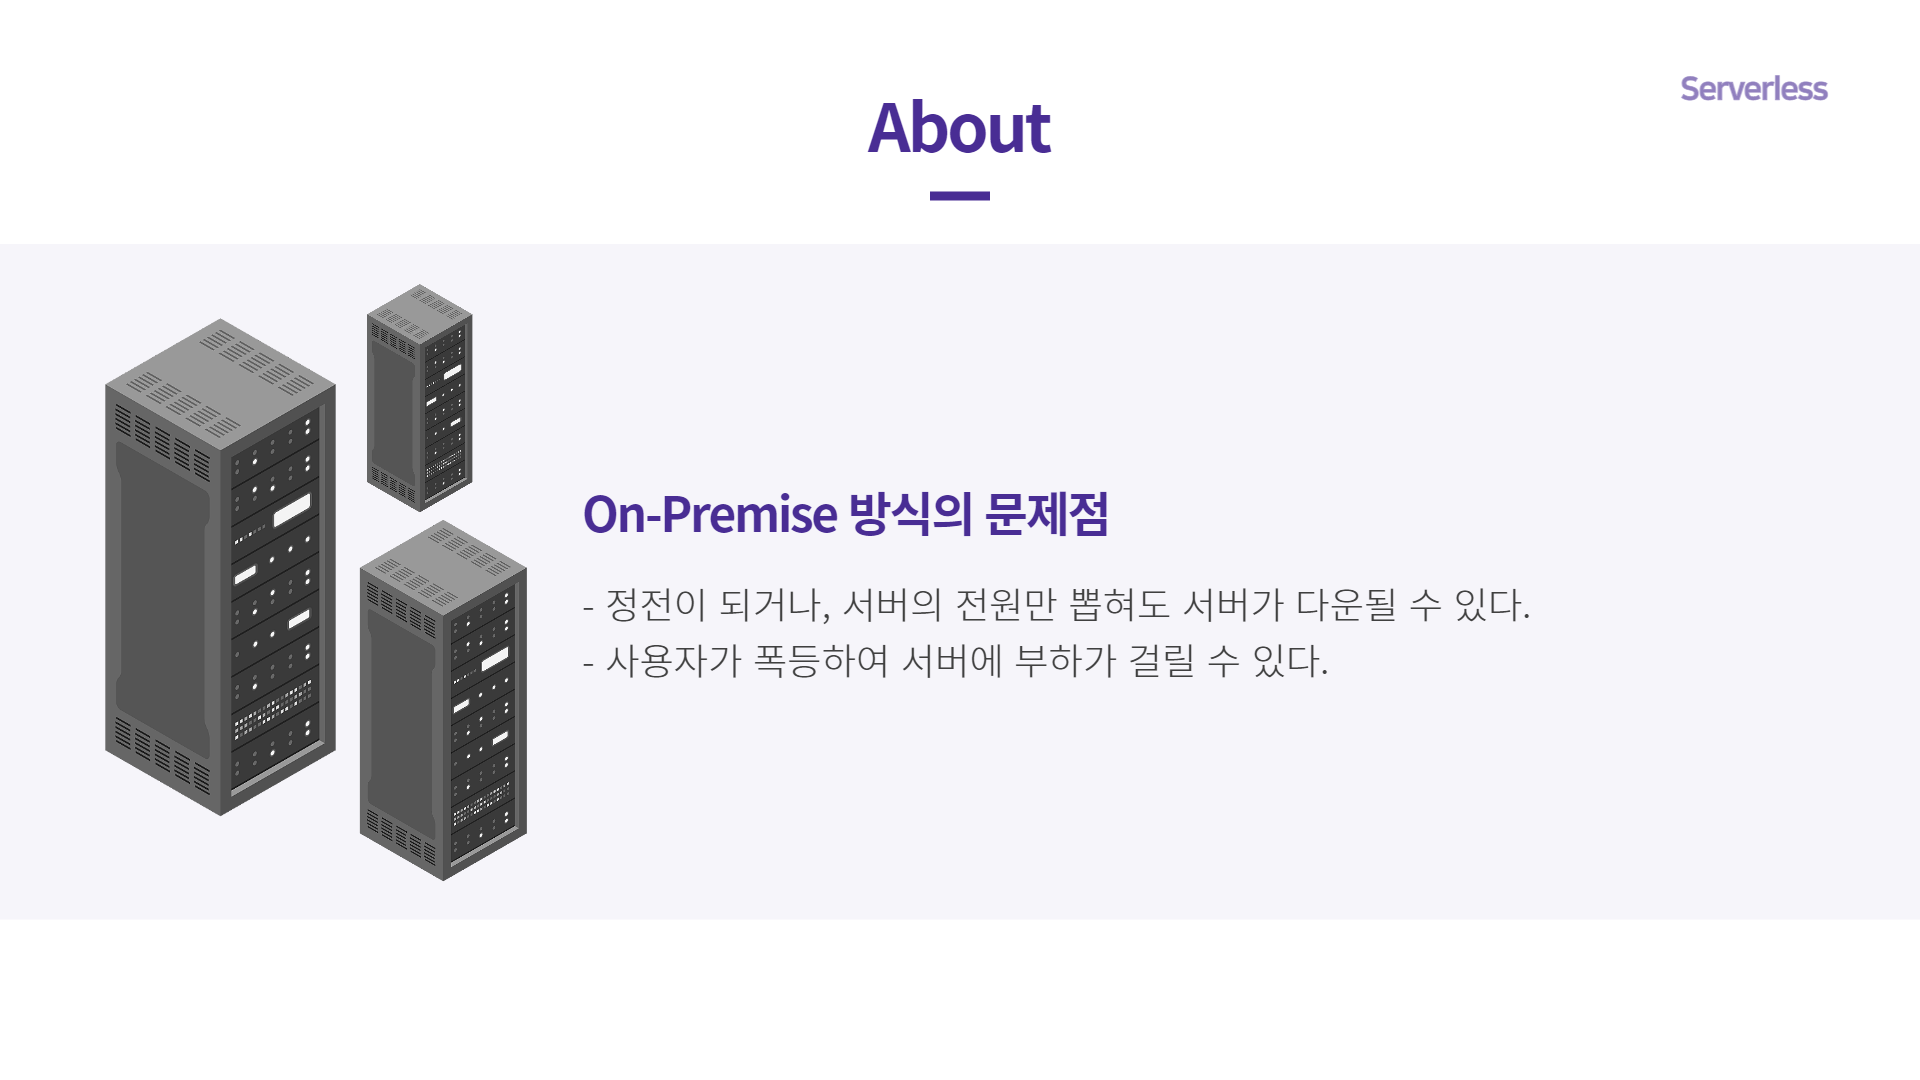 Serverless
About
On-Premise 방식의 문제점
- 정전이 되거나, 서버의 전원만 뽑혀도 서버가 다운될 수 있다.
- 사용자가 폭등하여 서버에 부하가 걸릴 수 있다.